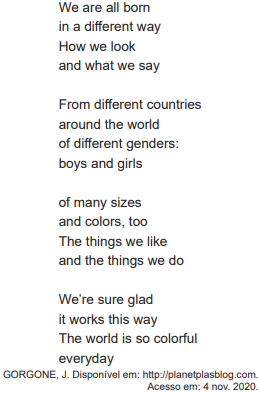 We are all born
in a different way
How we look
and what we say
From different countries
around the world
of different genders:
boys and girls
of many sizes
and colors, too
The things we like
and the things we do
We're sure glad
it works this way
The world is so colorful
everyday
GORGONE, J. Disponível em: http://planetplasblog.com.
Acesso em: 4 nov. 2020.